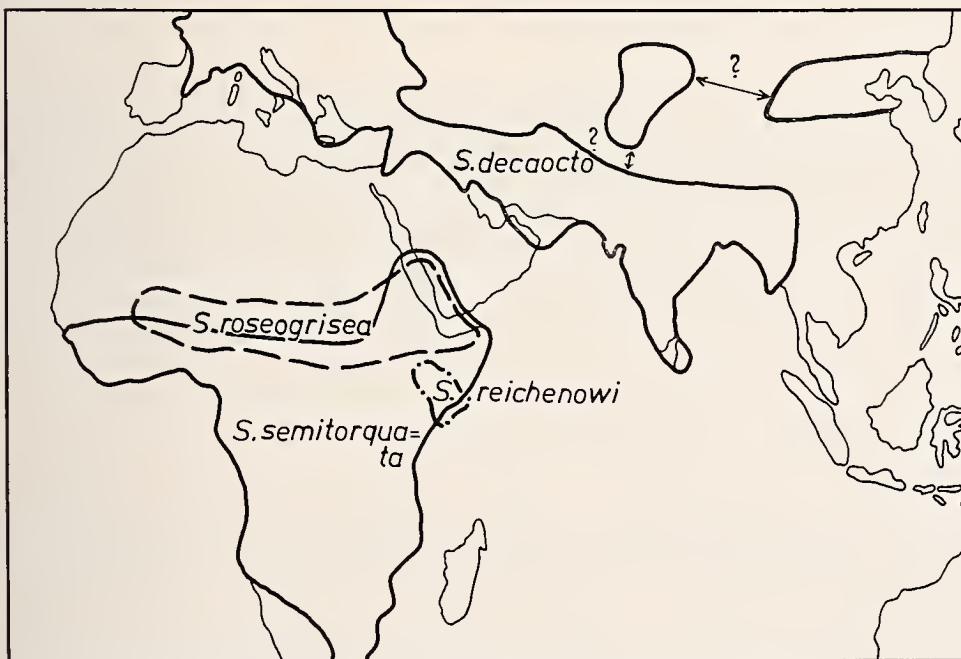 ?
?
S.decaocto
S.roseogrisea
S. reichenowi
S.semitorqua=
ta